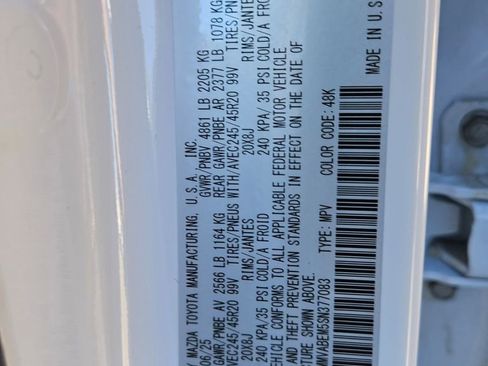 Y MAZDA TOYOTA MANUFACTURING, U.S.A., INC.
06/25 GVWR/PNBV 4861 LB 2205 KG
GAWR/PNBE AV 2566 LB 1164 KG REAR GAWR/PNBE AR 2377 LB 1078 KG
AVEC245/45R20 99V TIRES/PNEUS WITH/AVEC245/45R20 99V TIRES/PN
20X8J RIMS/JANTES 20X8J RIMS/JANTES
240 KPA/35 PSI COLD/A FROID 240 KPA/35 PSI COLD/A FROI
VEHICLE CONFORMS TO ALL APPLICABLE FEDERAL MOTOR VEHICLE
AND THEFT PREVENTION STANDARDS IN EFFECT ON THE DATE OF
TURE SHOWN ABOVE.
MVABEM5SN377083 TYPE: MPV COLOR CODE: 48K
MADE IN U.S